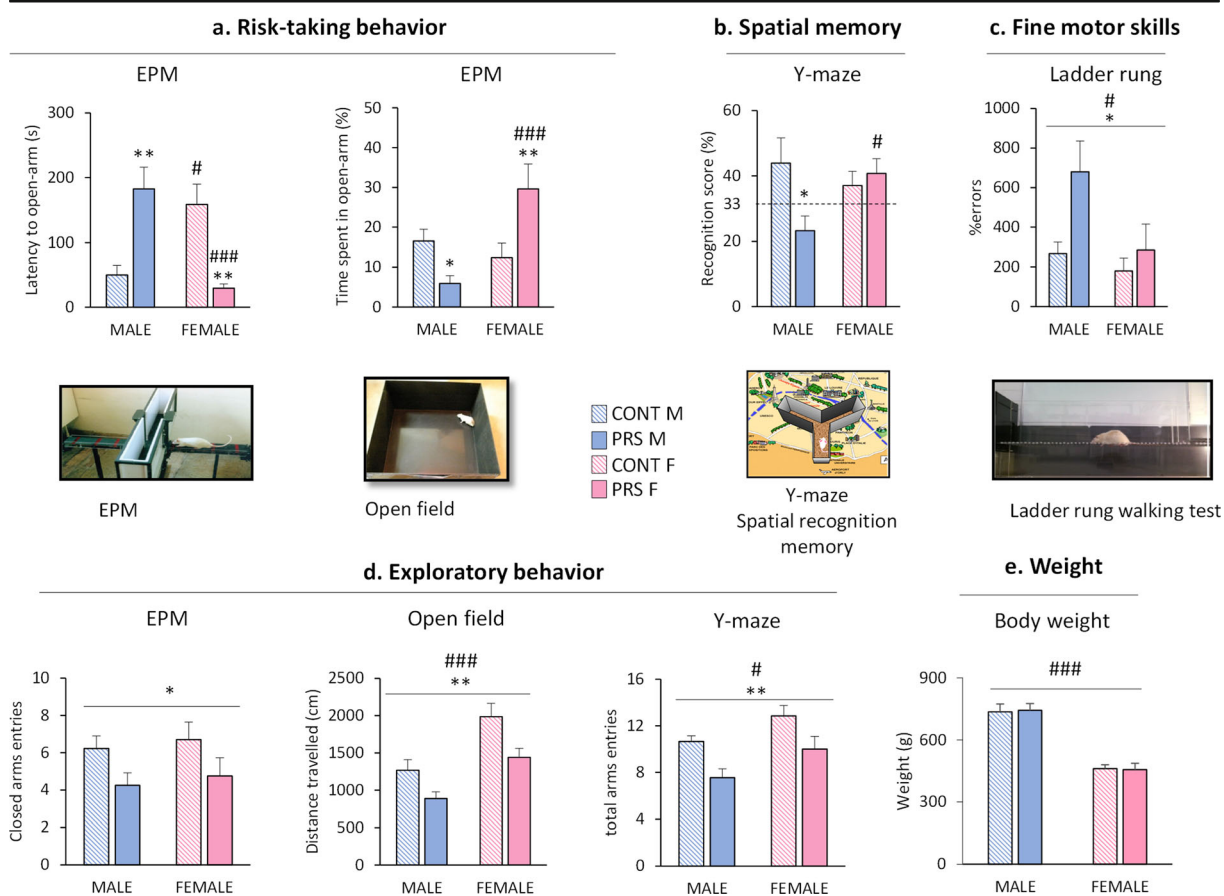 a. Risk-taking behavior
b. Spatial memory
c. Fine motor skills
EPM
EPM
Y-maze
Ladder rung
Latency to open-arm (s)
300
200
100
0
**
#
###
**
MALE
FEMALE
Time spent in open-arm (%)
50
40
30
20
10
0
*
###
**
MALE
FEMALE
Recognition score (%)
60
40
33
20
0
*
#
MALE
FEMALE
%errors
1000
800
600
400
200
0
#
*
MALE
FEMALE
EPM
Open field
CONT M
PRS M
CONT F
PRS F
Y-maze
Spatial recognition
memory
Ladder rung walking test
d. Exploratory behavior
e. Weight
EPM
Open field
Y-maze
Body weight
Closed arms entries
10
8
6
4
2
0
*
MALE
FEMALE
Distance travelled (cm)
2500
2000
1500
1000
500
0
###
**
MALE
FEMALE
total arms entries
16
12
8
4
0
#
**
MALE
FEMALE
Weight (g)
900
600
300
0
###
MALE
FEMALE